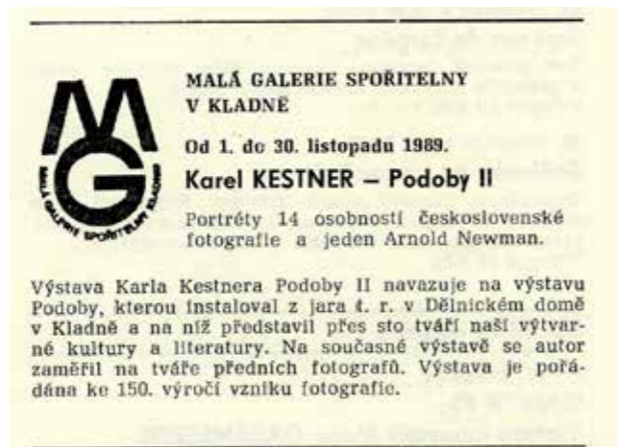 MALÁ GALERIE SPOŘITELNY
V KLADNĚ
Od 1. do 30. listopadu 1989.
Karel KESTNER – Podoby II
Portréty 14 osobností československé
fotografie a jeden Arnold Newman.
MG
MALÁ GALERIE SPOŘITELNY KLADNO
Výstava Karla Kestnera Podoby II navazuje na výstavu
Podoby, kterou instaloval z jara t. r. v Dělnickém domě
v Kladně a na níž představil přes sto tváří naší výtvar-
né kultury a literatury. Na současné výstavě se autor
zaměřil na tváře předních fotografů. Výstava je pořá-
dána ke 150. výročí vzniku fotografie.